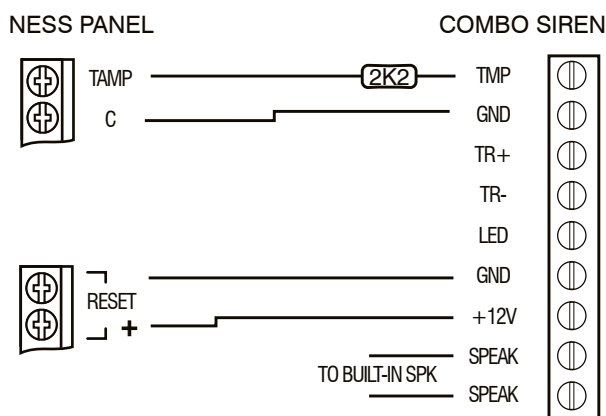 NESS PANEL
COMBO SIREN
TAMP
2K2
TMP
C
GND
TR+
TR-
LED
GND
RESET
+
+12V
SPEAK
TO BUILT-IN SPK
SPEAK